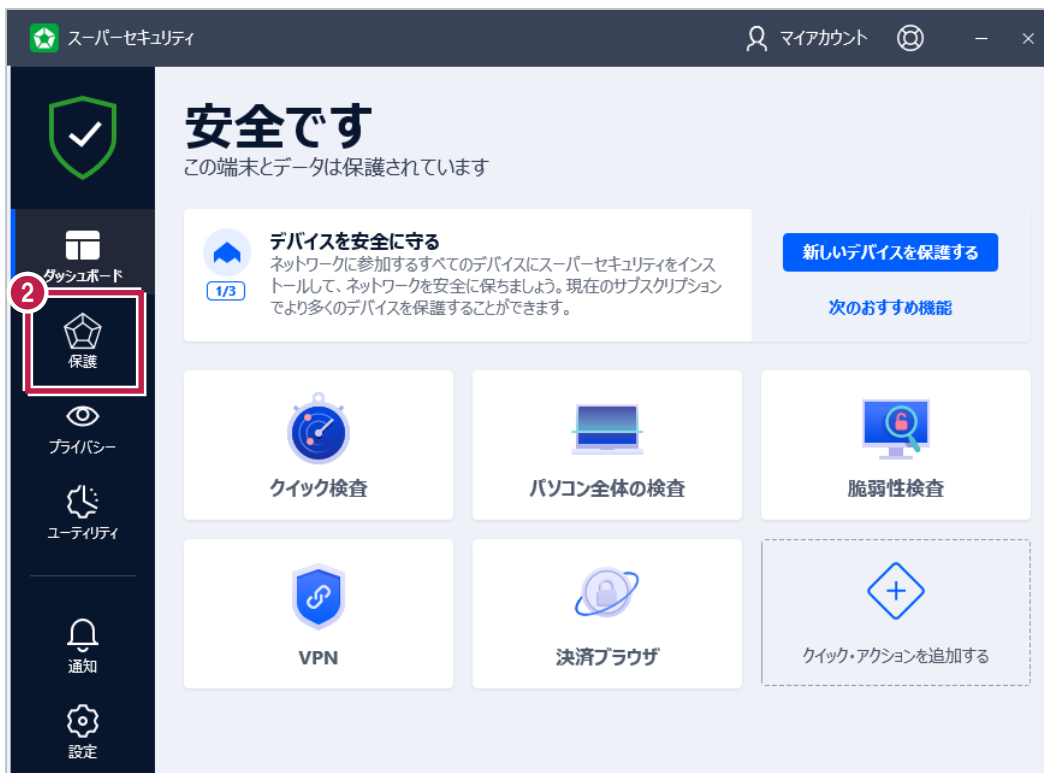 スーパーセキュリティ
マイアカウント
安全です
この端末とデータは保護されています
ダッシュボード
2
保護
プライバシー
ユーティリティ
通知
設定
デバイスを安全に守る
ネットワークに参加するすべてのデバイスにスーパーセキュリティをインス
トールして、ネットワークを安全に保ちましょう。現在のサブスクリプション
でより多くのデバイスを保護することができます。
1/3
新しいデバイスを保護する
次のおすすめ機能
クイック検査
パソコン全体の検査
脆弱性検査
VPN
決済ブラウザ
クイック・アクションを追加する